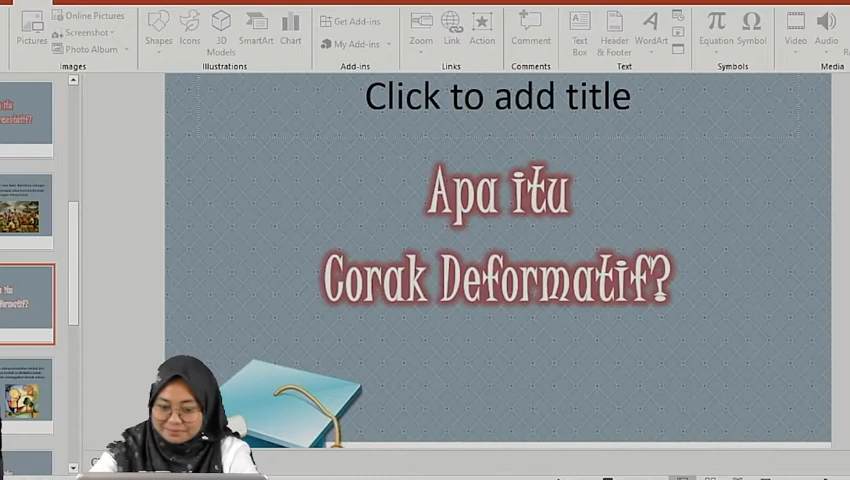 Pictures
Online Pictures
Screenshot
Photo Album
Images
Shapes
Icons
3D
Models
SmartArt
Chart
Illustrations
Get Add-ins
My Add-ins
Add-ins
Zoom
Link
Action
Links
Comment
Comments
Text
Box
Header
& Footer
WordArt
Text
Equation
Symbol
Symbols
Video
Audio
Media
Click to add title
Apa itu
Corak Deformatif?